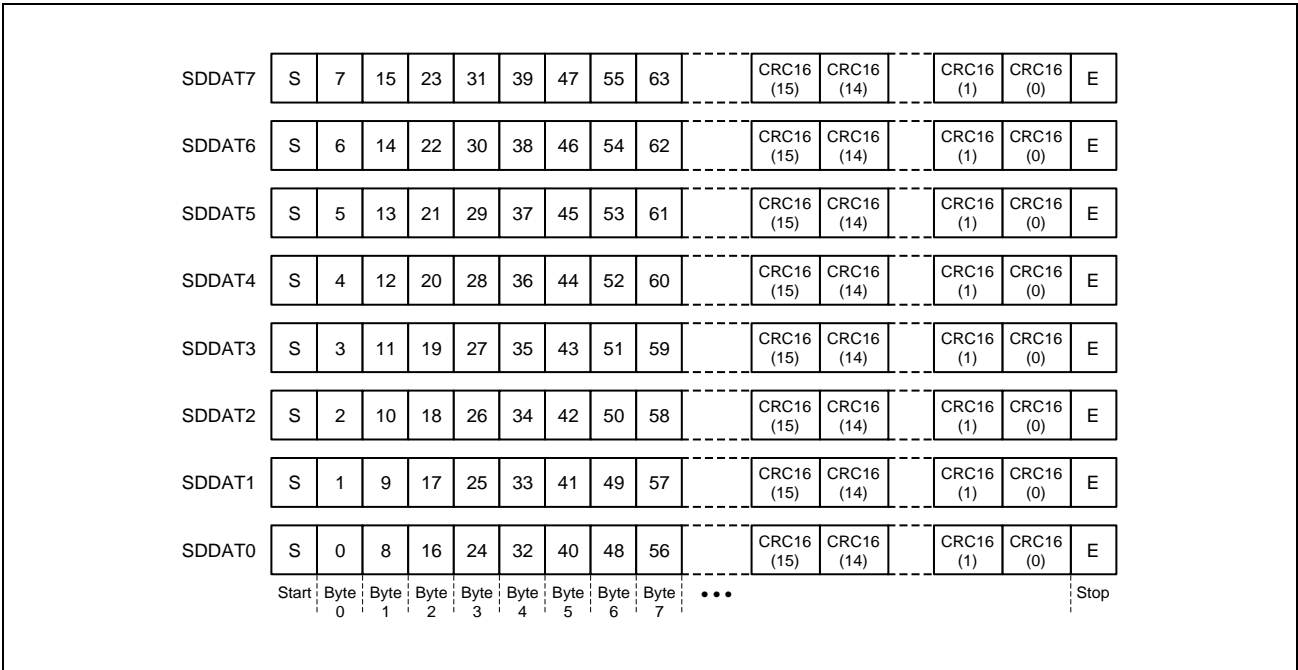 SDDAT7 S 7 15 23 31 39 47 55 63 CRC16 (15) CRC16 (14) CRC16 (1) CRC16 (0) E
SDDAT6 S 6 14 22 30 38 46 54 62 CRC16 (15) CRC16 (14) CRC16 (1) CRC16 (0) E
SDDAT5 S 5 13 21 29 37 45 53 61 CRC16 (15) CRC16 (14) CRC16 (1) CRC16 (0) E
SDDAT4 S 4 12 20 28 36 44 52 60 CRC16 (15) CRC16 (14) CRC16 (1) CRC16 (0) E
SDDAT3 S 3 11 19 27 35 43 51 59 CRC16 (15) CRC16 (14) CRC16 (1) CRC16 (0) E
SDDAT2 S 2 10 18 26 34 42 50 58 CRC16 (15) CRC16 (14) CRC16 (1) CRC16 (0) E
SDDAT1 S 1 9 17 25 33 41 49 57 CRC16 (15) CRC16 (14) CRC16 (1) CRC16 (0) E
SDDAT0 S 0 8 16 24 32 40 48 56 CRC16 (15) CRC16 (14) CRC16 (1) CRC16 (0) E
Start Byte 0 Byte 1 Byte 2 Byte 3 Byte 4 Byte 5 Byte 6 Byte 7 ••• Stop